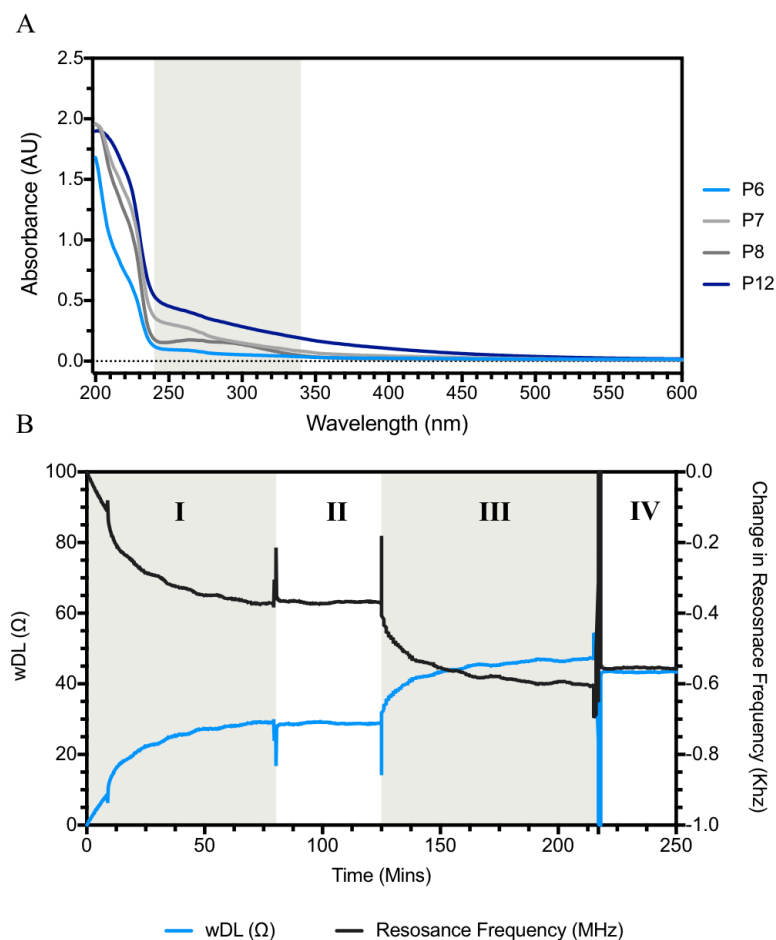 A
2.5
2.0
1.5
1.0
0.5
0.0
Absorbance (AU)
200 250 300 350 400 450 500 550 600
Wavelength (nm)
P6
P7
P8
P12
B
100
80
60
40
20
0
wDL (Ω)
I II III IV
0.0
-0.2
-0.4
-0.6
-0.8
-1.0
Change in Resosnace Frequency (Khz)
0 50 100 150 200 250
Time (Mins)
wDL (Ω) Resosance Frequency (MHz)